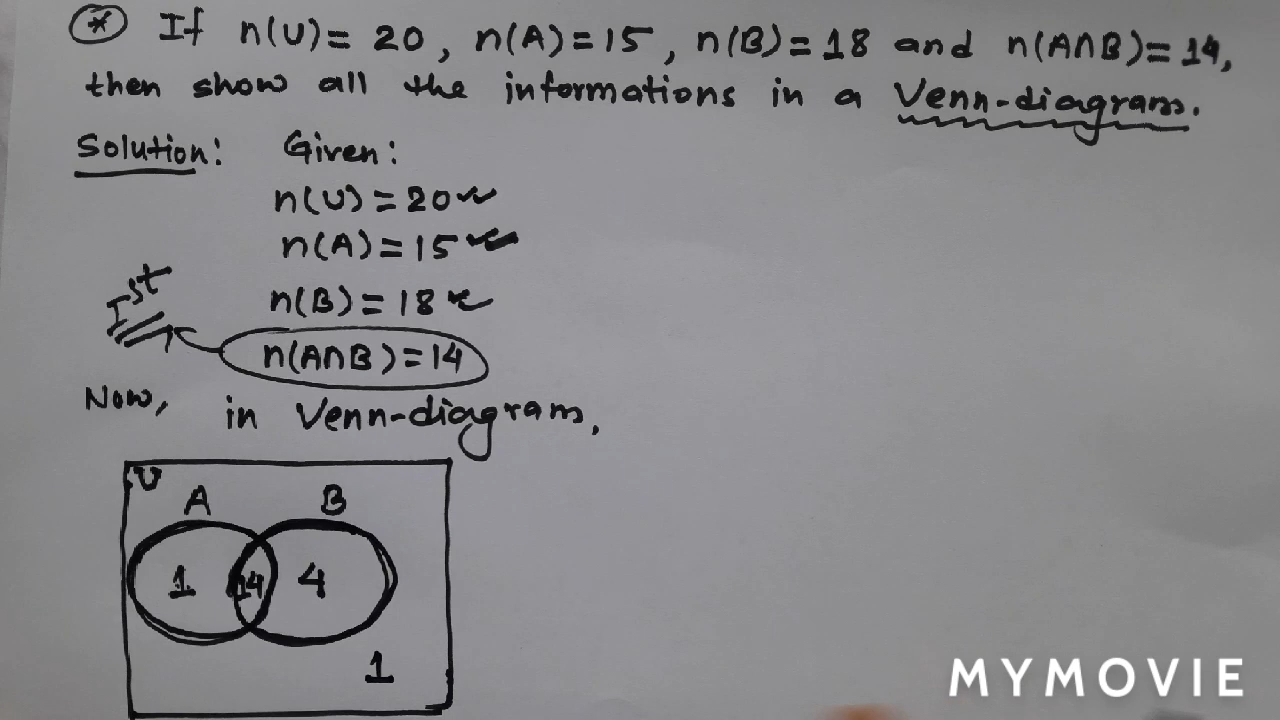 * If n(U)= 20, n(A)=15, n(B)=18 and n(A∩B)=14,
then show all the informations in a Venn-diagram.
Solution: Given:
n(U)=20
n(A)=15
n(B)=18
Ist
n(A∩B)=14
Now, in Venn-diagram,
U
A B
1 14 4
1
MYMOVIE